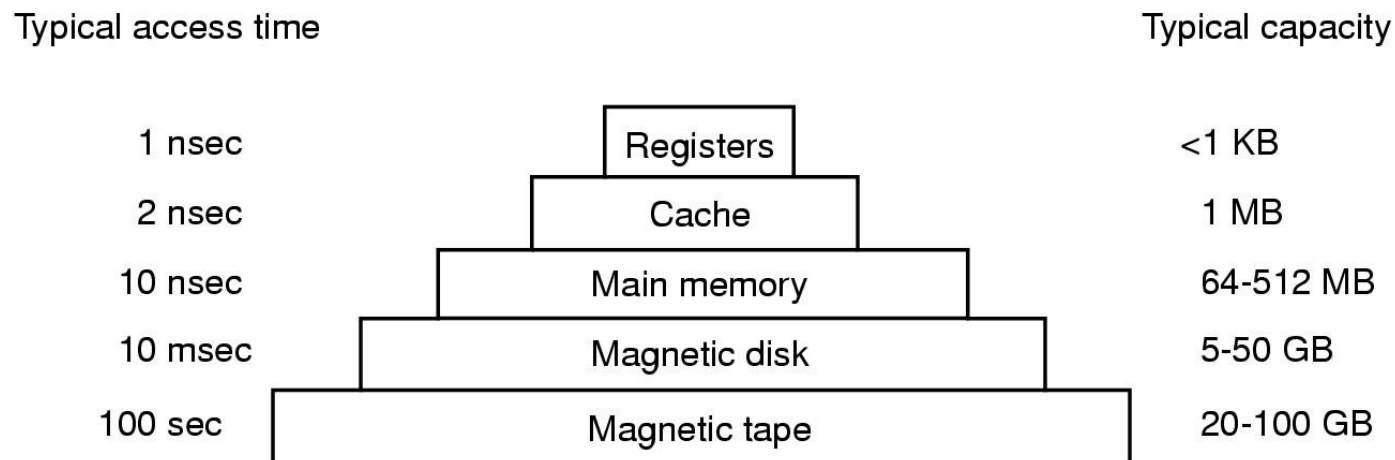 Typical access time Typical capacity
1 nsec Registers <1 KB
2 nsec Cache 1 MB
10 nsec Main memory 64-512 MB
10 msec Magnetic disk 5-50 GB
100 sec Magnetic tape 20-100 GB